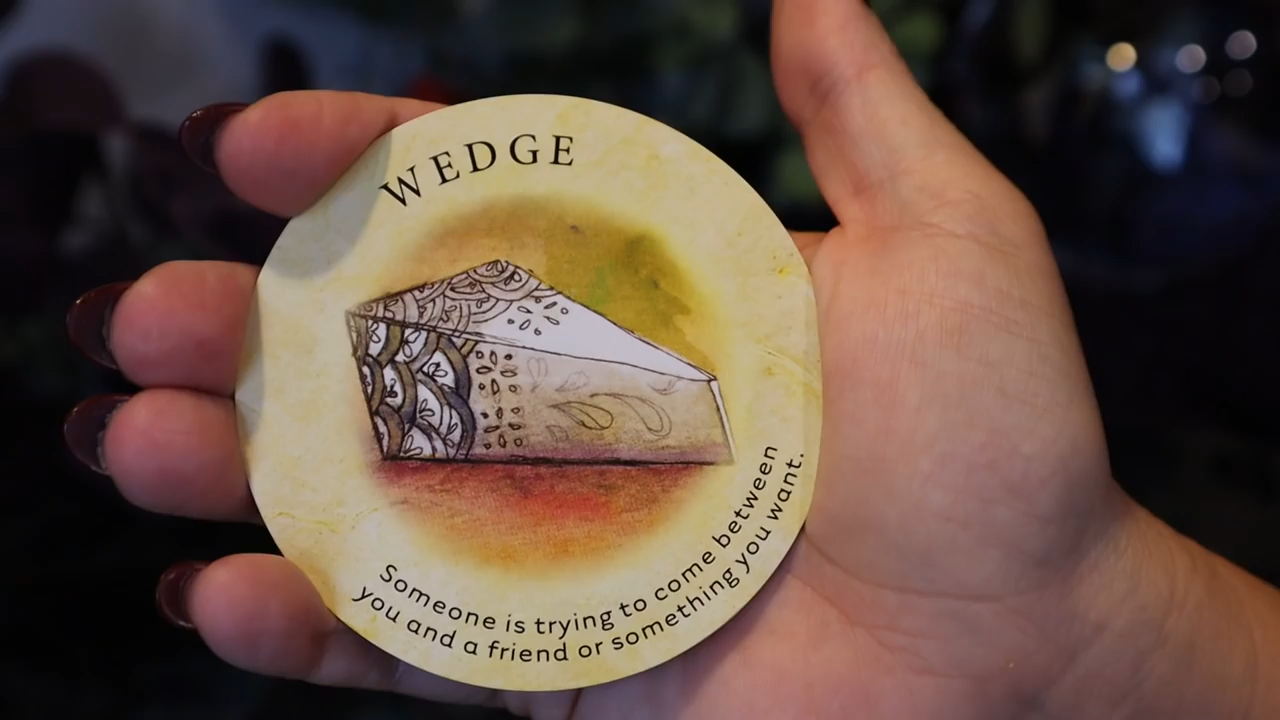 WEDGE
Someone is trying to come between
you and a friend or something you want.